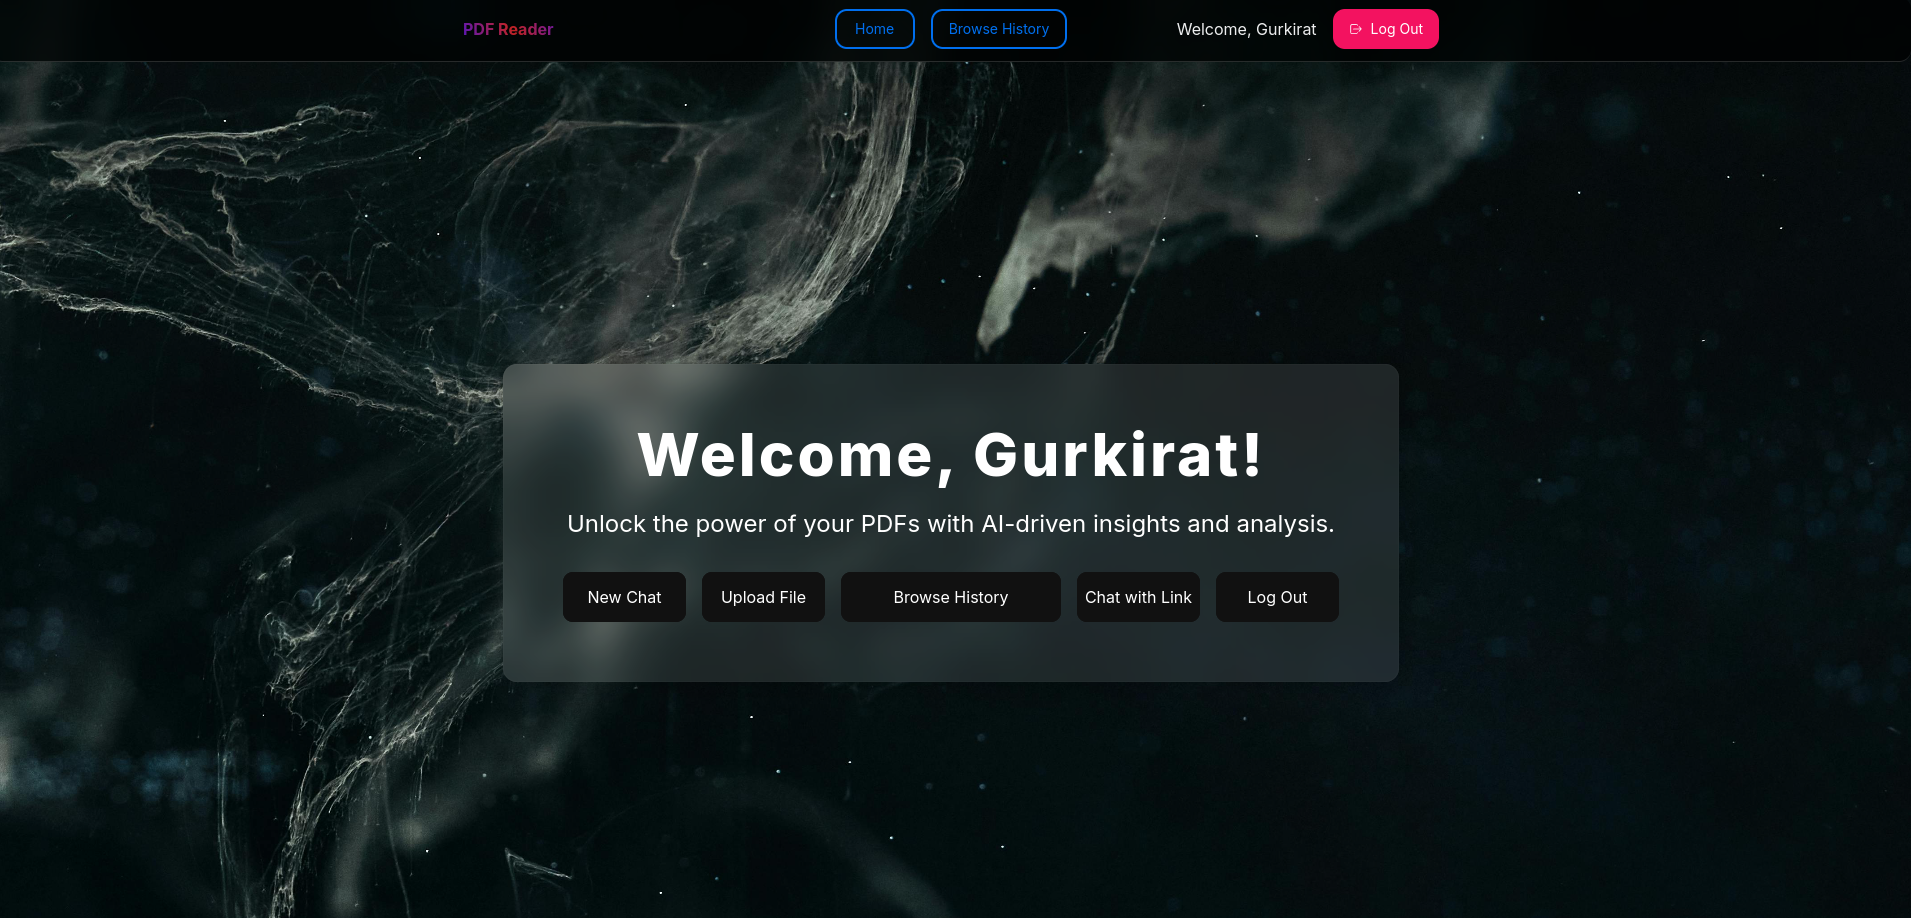 PDF Reader
Home
Browse History
Welcome, Gurkirat
Log Out
Welcome, Gurkirat!
Unlock the power of your PDFs with AI-driven insights and analysis.
New Chat
Upload File
Browse History
Chat with Link
Log Out